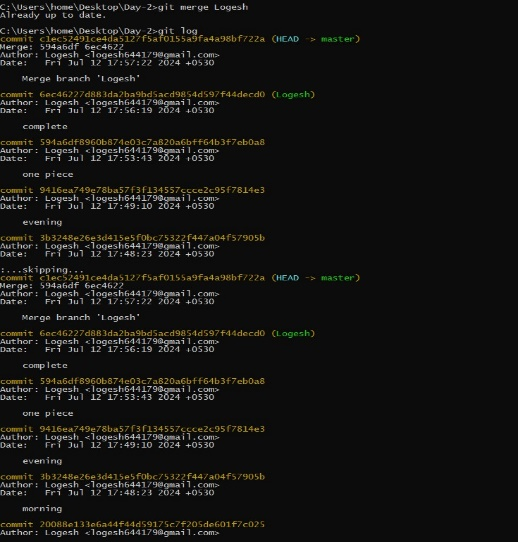 C:\Users\home\Desktop\Day-2>git merge Logesh
Already up to date.
C:\Users\home\Desktop\Day-2>git log
commit c1ec52491ce4da5127f5af0155a9fa4a98bf722a (HEAD -> master)
Merge: 594a6df 6ec4622
Author: Logesh <logesh644179@gmail.com>
Date:   Fri Jul 12 17:57:22 2024 +0530
Merge branch 'Logesh'
commit 6ec46227d883da2ba9bd5acd9854d597f44decd0 (Logesh)
Author: Logesh <logesh644179@gmail.com>
Date:   Fri Jul 12 17:56:19 2024 +0530
complete
commit 594a6df8960b874e03c7a820a6bff64b3f7eb0a8
Author: Logesh <logesh644179@gmail.com>
Date:   Fri Jul 12 17:53:43 2024 +0530
one piece
commit 9416ea749e78ba57f3f134557ccce2c95f7814e3
Author: Logesh <logesh644179@gmail.com>
Date:   Fri Jul 12 17:49:10 2024 +0530
evening
commit 3b3248e26e3d415e5f0bc75322f447a04f57905b
Author: Logesh <logesh644179@gmail.com>
Date:   Fri Jul 12 17:48:23 2024 +0530
:...skipping...
commit c1ec52491ce4da5127f5af0155a9fa4a98bf722a (HEAD -> master)
Merge: 594a6df 6ec4622
Author: Logesh <logesh644179@gmail.com>
Date:   Fri Jul 12 17:57:22 2024 +0530
Merge branch 'Logesh'
commit 6ec46227d883da2ba9bd5acd9854d597f44decd0 (Logesh)
Author: Logesh <logesh644179@gmail.com>
Date:   Fri Jul 12 17:56:19 2024 +0530
complete
commit 594a6df8960b874e03c7a820a6bff64b3f7eb0a8
Author: Logesh <logesh644179@gmail.com>
Date:   Fri Jul 12 17:53:43 2024 +0530
one piece
commit 9416ea749e78ba57f3f134557ccce2c95f7814e3
Author: Logesh <logesh644179@gmail.com>
Date:   Fri Jul 12 17:49:10 2024 +0530
evening
commit 3b3248e26e3d415e5f0bc75322f447a04f57905b
Author: Logesh <logesh644179@gmail.com>
Date:   Fri Jul 12 17:48:23 2024 +0530
morning
commit 20088e133e6a44f44d59175c7f205de601f7c025
Author: Logesh <logesh644179@gmail.com>